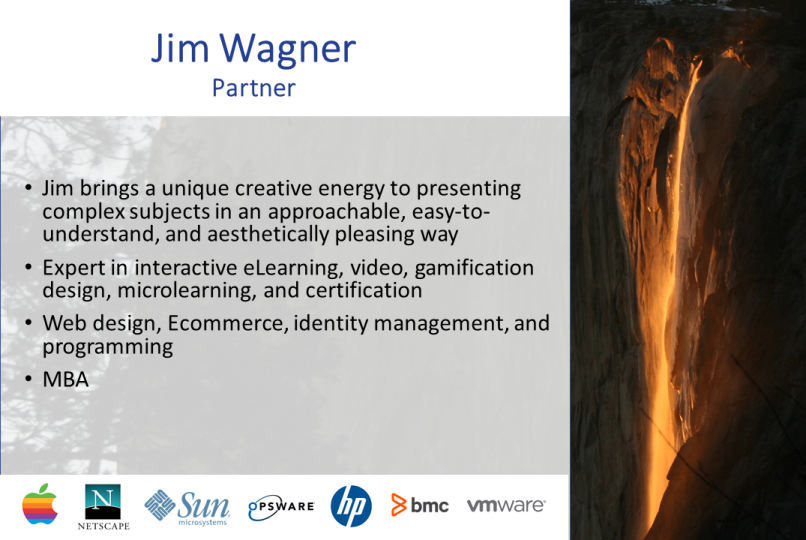 Jim Wagner
Partner
• Jim brings a unique creative energy to presenting
complex subjects in an approachable, easy-to-
understand, and aesthetically pleasing way
• Expert in interactive eLearning, video, gamification
design, microlearning, and certification
• Web design, Ecommerce, identity management, and
programming
• MBA
N
NETSCAPE
Sun
microsystems
OPSWARE
hp
bmc
vmware